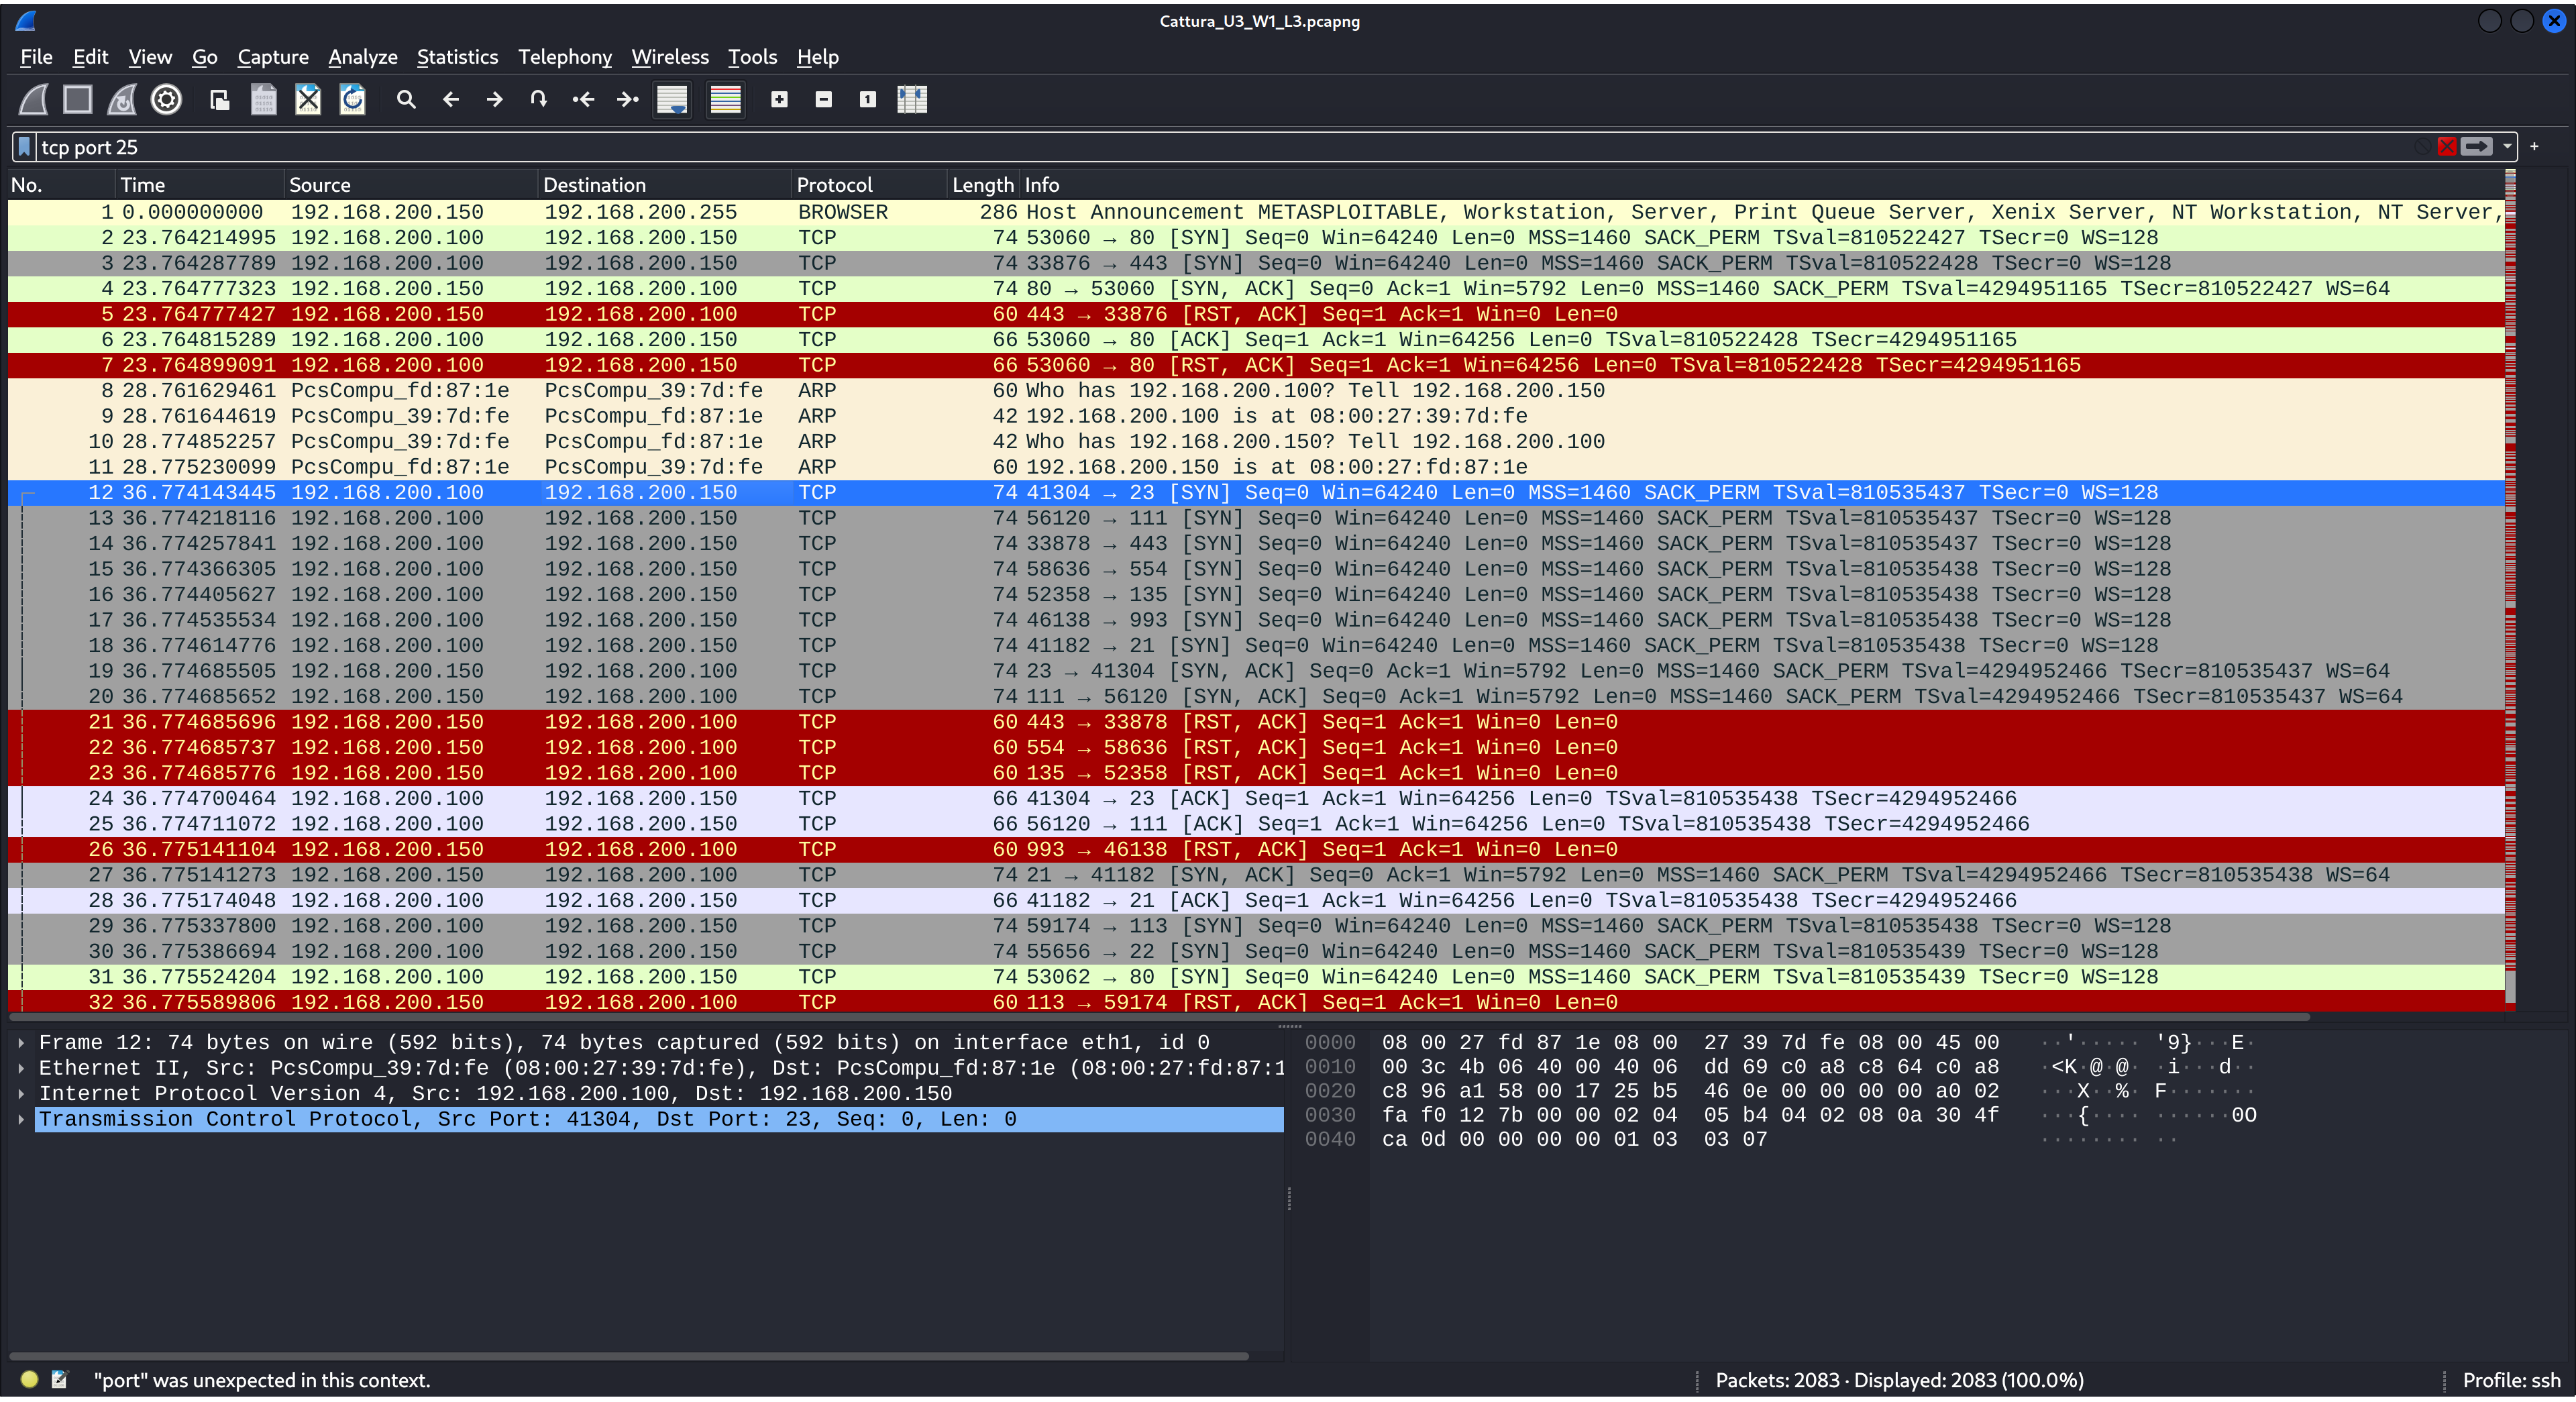 Cattura_U3_W1_L3.pcapng
File Edit View Go Capture Analyze Statistics Telephony Wireless Tools Help
tcp port 25
No. Time Source Destination Protocol Length Info
1 0.000000000 192.168.200.150 192.168.200.255 BROWSER 286 Host Announcement METASPLOITABLE, Workstation, Server, Print Queue Server, Xenix Server, NT Workstation, NT Server,
2 23.764214995 192.168.200.100 192.168.200.150 TCP 74 53060 → 80 [SYN] Seq=0 Win=64240 Len=0 MSS=1460 SACK_PERM TSval=810522427 TSecr=0 WS=128
3 23.764287789 192.168.200.100 192.168.200.150 TCP 74 33876 → 443 [SYN] Seq=0 Win=64240 Len=0 MSS=1460 SACK_PERM TSval=810522428 TSecr=0 WS=128
4 23.764777323 192.168.200.150 192.168.200.100 TCP 74 80 → 53060 [SYN, ACK] Seq=0 Ack=1 Win=5792 Len=0 MSS=1460 SACK_PERM TSval=4294951165 TSecr=810522427 WS=64
5 23.764777427 192.168.200.150 192.168.200.100 TCP 60 443 → 33876 [RST, ACK] Seq=1 Ack=1 Win=0 Len=0
6 23.764815289 192.168.200.100 192.168.200.150 TCP 66 53060 → 80 [ACK] Seq=1 Ack=1 Win=64256 Len=0 TSval=810522428 TSecr=4294951165
7 23.764899091 192.168.200.100 192.168.200.150 TCP 66 53060 → 80 [RST, ACK] Seq=1 Ack=1 Win=64256 Len=0 TSval=810522428 TSecr=4294951165
8 28.761629461 PcsCompu_fd:87:1e PcsCompu_39:7d:fe ARP 60 Who has 192.168.200.100? Tell 192.168.200.150
9 28.761644619 PcsCompu_39:7d:fe PcsCompu_fd:87:1e ARP 42 192.168.200.100 is at 08:00:27:39:7d:fe
10 28.774852257 PcsCompu_39:7d:fe PcsCompu_fd:87:1e ARP 42 Who has 192.168.200.150? Tell 192.168.200.100
11 28.775230099 PcsCompu_fd:87:1e PcsCompu_39:7d:fe ARP 60 192.168.200.150 is at 08:00:27:fd:87:1e
12 36.774143445 192.168.200.100 192.168.200.150 TCP 74 41304 → 23 [SYN] Seq=0 Win=64240 Len=0 MSS=1460 SACK_PERM TSval=810535437 TSecr=0 WS=128
13 36.774218116 192.168.200.100 192.168.200.150 TCP 74 56120 → 111 [SYN] Seq=0 Win=64240 Len=0 MSS=1460 SACK_PERM TSval=810535437 TSecr=0 WS=128
14 36.774257841 192.168.200.100 192.168.200.150 TCP 74 33878 → 443 [SYN] Seq=0 Win=64240 Len=0 MSS=1460 SACK_PERM TSval=810535437 TSecr=0 WS=128
15 36.774366305 192.168.200.100 192.168.200.150 TCP 74 58636 → 554 [SYN] Seq=0 Win=64240 Len=0 MSS=1460 SACK_PERM TSval=810535438 TSecr=0 WS=128
16 36.774405627 192.168.200.100 192.168.200.150 TCP 74 52358 → 135 [SYN] Seq=0 Win=64240 Len=0 MSS=1460 SACK_PERM TSval=810535438 TSecr=0 WS=128
17 36.774535534 192.168.200.100 192.168.200.150 TCP 74 46138 → 993 [SYN] Seq=0 Win=64240 Len=0 MSS=1460 SACK_PERM TSval=810535438 TSecr=0 WS=128
18 36.774614776 192.168.200.100 192.168.200.150 TCP 74 41182 → 21 [SYN] Seq=0 Win=64240 Len=0 MSS=1460 SACK_PERM TSval=810535438 TSecr=0 WS=128
19 36.774685505 192.168.200.150 192.168.200.100 TCP 74 23 → 41304 [SYN, ACK] Seq=0 Ack=1 Win=5792 Len=0 MSS=1460 SACK_PERM TSval=4294952466 TSecr=810535437 WS=64
20 36.774685652 192.168.200.150 192.168.200.100 TCP 74 111 → 56120 [SYN, ACK] Seq=0 Ack=1 Win=5792 Len=0 MSS=1460 SACK_PERM TSval=4294952466 TSecr=810535437 WS=64
21 36.774685696 192.168.200.150 192.168.200.100 TCP 60 443 → 33878 [RST, ACK] Seq=1 Ack=1 Win=0 Len=0
22 36.774685737 192.168.200.150 192.168.200.100 TCP 60 554 → 58636 [RST, ACK] Seq=1 Ack=1 Win=0 Len=0
23 36.774685776 192.168.200.150 192.168.200.100 TCP 60 135 → 52358 [RST, ACK] Seq=1 Ack=1 Win=0 Len=0
24 36.774700464 192.168.200.100 192.168.200.150 TCP 66 41304 → 23 [ACK] Seq=1 Ack=1 Win=64256 Len=0 TSval=810535438 TSecr=4294952466
25 36.774711072 192.168.200.100 192.168.200.150 TCP 66 56120 → 111 [ACK] Seq=1 Ack=1 Win=64256 Len=0 TSval=810535438 TSecr=4294952466
26 36.775141104 192.168.200.150 192.168.200.100 TCP 60 993 → 46138 [RST, ACK] Seq=1 Ack=1 Win=0 Len=0
27 36.775141273 192.168.200.150 192.168.200.100 TCP 74 21 → 41182 [SYN, ACK] Seq=0 Ack=1 Win=5792 Len=0 MSS=1460 SACK_PERM TSval=4294952466 TSecr=810535438 WS=64
28 36.775174048 192.168.200.100 192.168.200.150 TCP 66 41182 → 21 [ACK] Seq=1 Ack=1 Win=64256 Len=0 TSval=810535438 TSecr=4294952466
29 36.775337800 192.168.200.100 192.168.200.150 TCP 74 59174 → 113 [SYN] Seq=0 Win=64240 Len=0 MSS=1460 SACK_PERM TSval=810535438 TSecr=0 WS=128
30 36.775386694 192.168.200.100 192.168.200.150 TCP 74 55656 → 22 [SYN] Seq=0 Win=64240 Len=0 MSS=1460 SACK_PERM TSval=810535439 TSecr=0 WS=128
31 36.775524204 192.168.200.100 192.168.200.150 TCP 74 53062 → 80 [SYN] Seq=0 Win=64240 Len=0 MSS=1460 SACK_PERM TSval=810535439 TSecr=0 WS=128
32 36.775589806 192.168.200.150 192.168.200.100 TCP 60 113 → 59174 [RST, ACK] Seq=1 Ack=1 Win=0 Len=0
Frame 12: 74 bytes on wire (592 bits), 74 bytes captured (592 bits) on interface eth1, id 0
Ethernet II, Src: PcsCompu_39:7d:fe (08:00:27:39:7d:fe), Dst: PcsCompu_fd:87:1e (08:00:27:fd:87:1
Internet Protocol Version 4, Src: 192.168.200.100, Dst: 192.168.200.150
Transmission Control Protocol, Src Port: 41304, Dst Port: 23, Seq: 0, Len: 0
0000 08 00 27 fd 87 1e 08 00 27 39 7d fe 08 00 45 00 ··'····· '9}···E·
0010 00 3c 4b 06 40 00 40 06 dd 69 c0 a8 c8 64 c0 a8 ·<K·@·@· ·i···d··
0020 c8 96 a1 58 00 17 25 b5 46 0e 00 00 00 00 a0 02 ···X··%· F·······
0030 fa f0 12 7b 00 00 02 04 05 b4 04 02 08 0a 30 4f ···{···· ······0O
0040 ca 0d 00 00 00 00 01 03 03 07 ········ ··
"port" was unexpected in this context.
Packets: 2083 · Displayed: 2083 (100.0%)
Profile: ssh